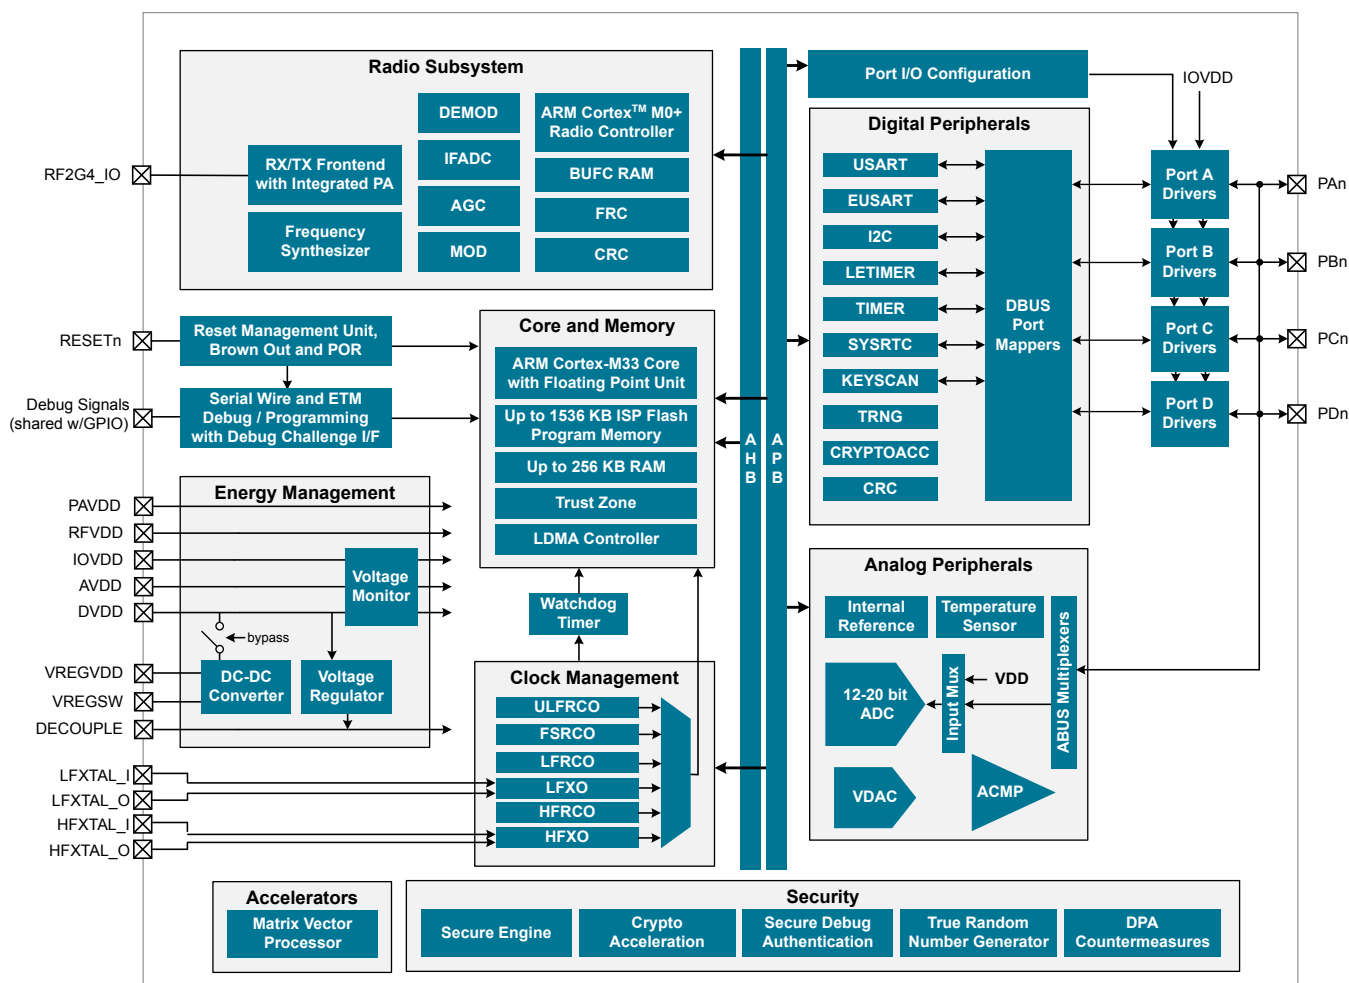 Radio Subsystem
DEMOD
IFADC
AGC
MOD
ARM Cortex™ M0+
Radio Controller
BUFC RAM
FRC
CRC
RX/TX Frontend
with Integrated PA
Frequency
Synthesizer
RF2G4_IO
RESETn
Reset Management Unit,
Brown Out and POR
Debug Signals
(shared w/GPIO)
Serial Wire and ETM
Debug / Programming
with Debug Challenge I/F
Core and Memory
ARM Cortex-M33 Core
with Floating Point Unit
Up to 1536 KB ISP Flash
Program Memory
Up to 256 KB RAM
Trust Zone
LDMA Controller
Energy Management
PAVDD
RFVDD
IOVDD
AVDD
DVDD
VREGVDD
VREGSW
DECOUPLE
Voltage
Monitor
bypass
DC-DC
Converter
Voltage
Regulator
Watchdog
Timer
Clock Management
ULFRCO
FSRCO
LFRCO
LFXO
HFRCO
HFXO
LFXTAL_I
LFXTAL_O
HFXTAL_I
HFXTAL_O
AHB
APB
Port I/O Configuration
IOVDD
Digital Peripherals
USART
EUSART
I2C
LETIMER
TIMER
SYSRTC
KEYSCAN
TRNG
CRYPTOACC
CRC
DBUS
Port
Mappers
Port A
Drivers
Port B
Drivers
Port C
Drivers
Port D
Drivers
PAn
PBn
PCn
PDn
Analog Peripherals
Internal
Reference
Temperature
Sensor
12-20 bit
ADC
Input Mux
VDD
ABUS Multiplexers
VDAC
ACMP
Accelerators
Matrix Vector
Processor
Security
Secure Engine
Crypto
Acceleration
Secure Debug
Authentication
True Random
Number Generator
DPA
Countermeasures